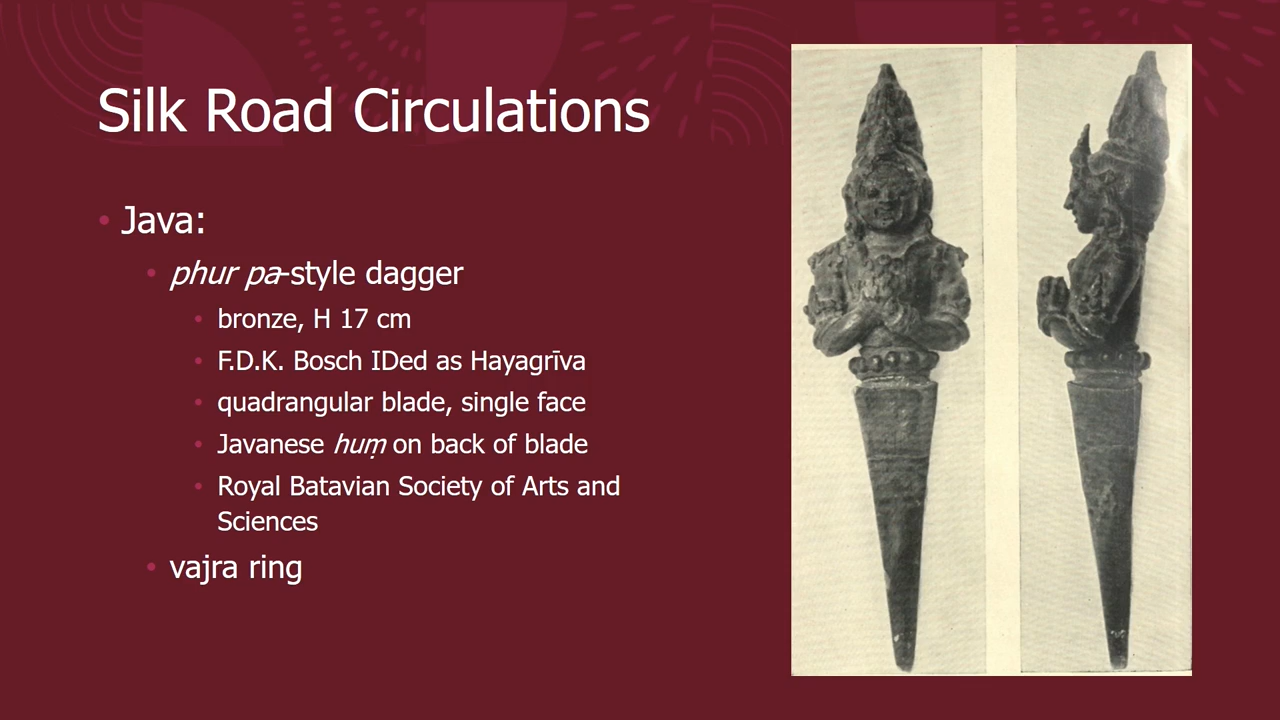 Silk Road Circulations
• Java:
• phur pa-style dagger
• bronze, H 17 cm
• F.D.K. Bosch IDed as Hayagrīva
• quadrangular blade, single face
• Javanese huṃ on back of blade
• Royal Batavian Society of Arts and
Sciences
• vajra ring